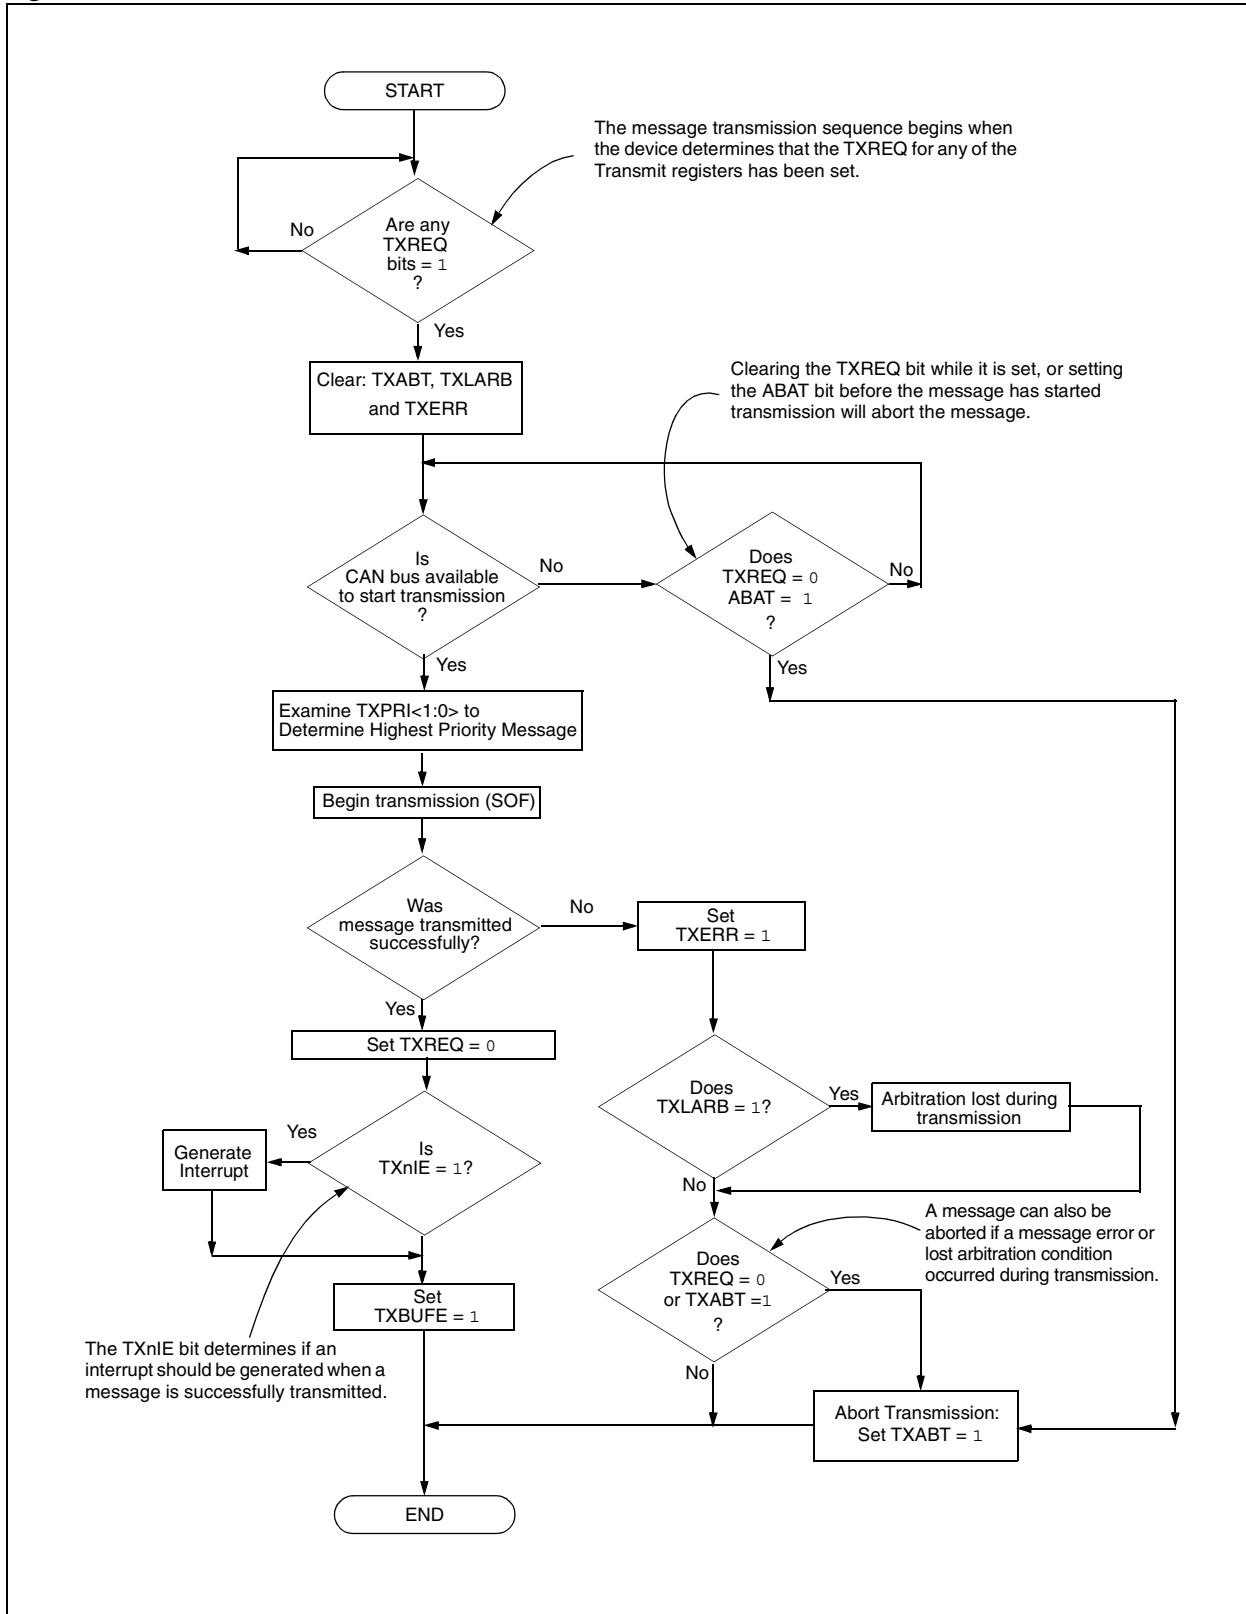 START
The message transmission sequence begins when
the device determines that the TXREQ for any of the
Transmit registers has been set.
No
Are any
TXREQ
bits = 1
?
Yes
Clear: TXABT, TXLARB
and TXERR
Clearing the TXREQ bit while it is set, or setting
the ABAT bit before the message has started
transmission will abort the message.
Is
CAN bus available
to start transmission
?
No
Does
TXREQ = 0
ABAT = 1
?
No
Yes
Yes
Examine TXPRI<1:0> to
Determine Highest Priority Message
Begin transmission (SOF)
Was
message transmitted
successfully?
No
Set
TXERR = 1
Yes
Set TXREQ = 0
Does
TXLARB = 1?
Yes
Arbitration lost during
transmission
Is
TXnIE = 1?
Yes
Generate
Interrupt
No
A message can also be
aborted if a message error or
lost arbitration condition
occurred during transmission.
Does
TXREQ = 0
or TXABT =1
?
Yes
Set
TXBUFE = 1
The TXnIE bit determines if an
interrupt should be generated when a
message is successfully transmitted.
No
Abort Transmission:
Set TXABT = 1
END